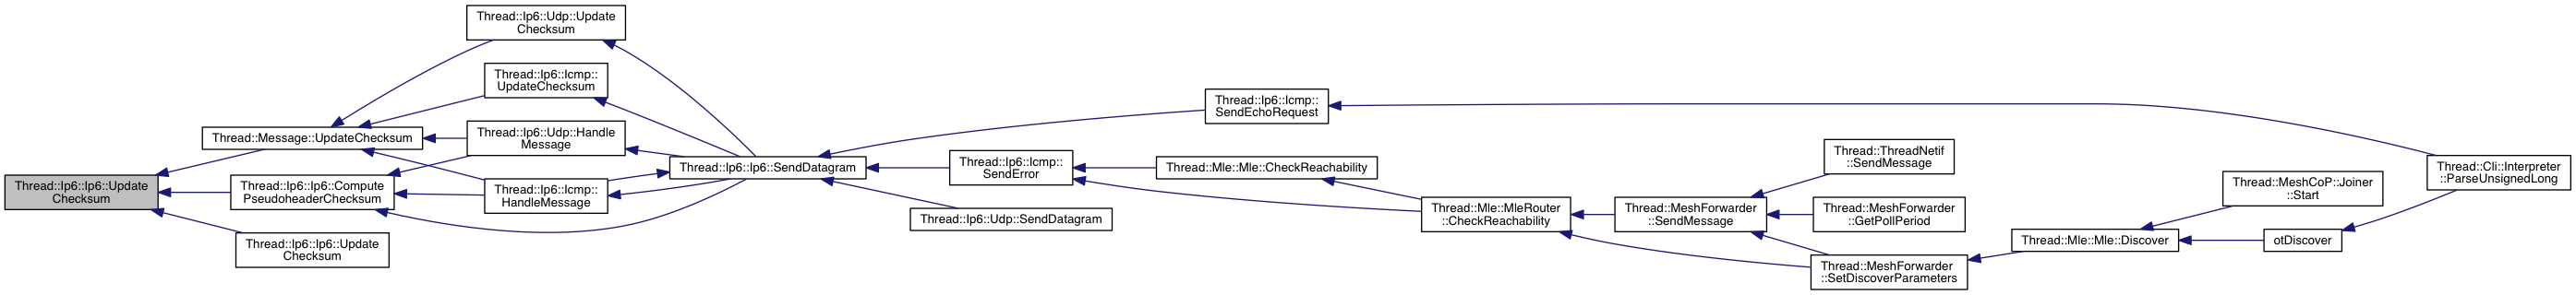 Thread::Ip6::Ip6::Update
Checksum
Thread::Message::UpdateChecksum
Thread::Ip6::Ip6::Compute
PseudoheaderChecksum
Thread::Ip6::Ip6::Update
Checksum
Thread::Ip6::Udp::Update
Checksum
Thread::Ip6::Icmp::
UpdateChecksum
Thread::Ip6::Udp::Handle
Message
Thread::Ip6::Icmp::
HandleMessage
Thread::Ip6::Ip6::SendDatagram
Thread::Ip6::Icmp::
SendEchoRequest
Thread::Ip6::Icmp::
SendError
Thread::Ip6::Udp::SendDatagram
Thread::Mle::Mle::CheckReachability
Thread::Mle::MleRouter
::CheckReachability
Thread::MeshForwarder
::SendMessage
Thread::ThreadNetif
::SendMessage
Thread::MeshForwarder
::GetPollPeriod
Thread::MeshForwarder
::SetDiscoverParameters
Thread::Mle::Mle::Discover
Thread::MeshCoP::Joiner
::Start
otDiscover
Thread::Cli::Interpreter
::ParseUnsignedLong